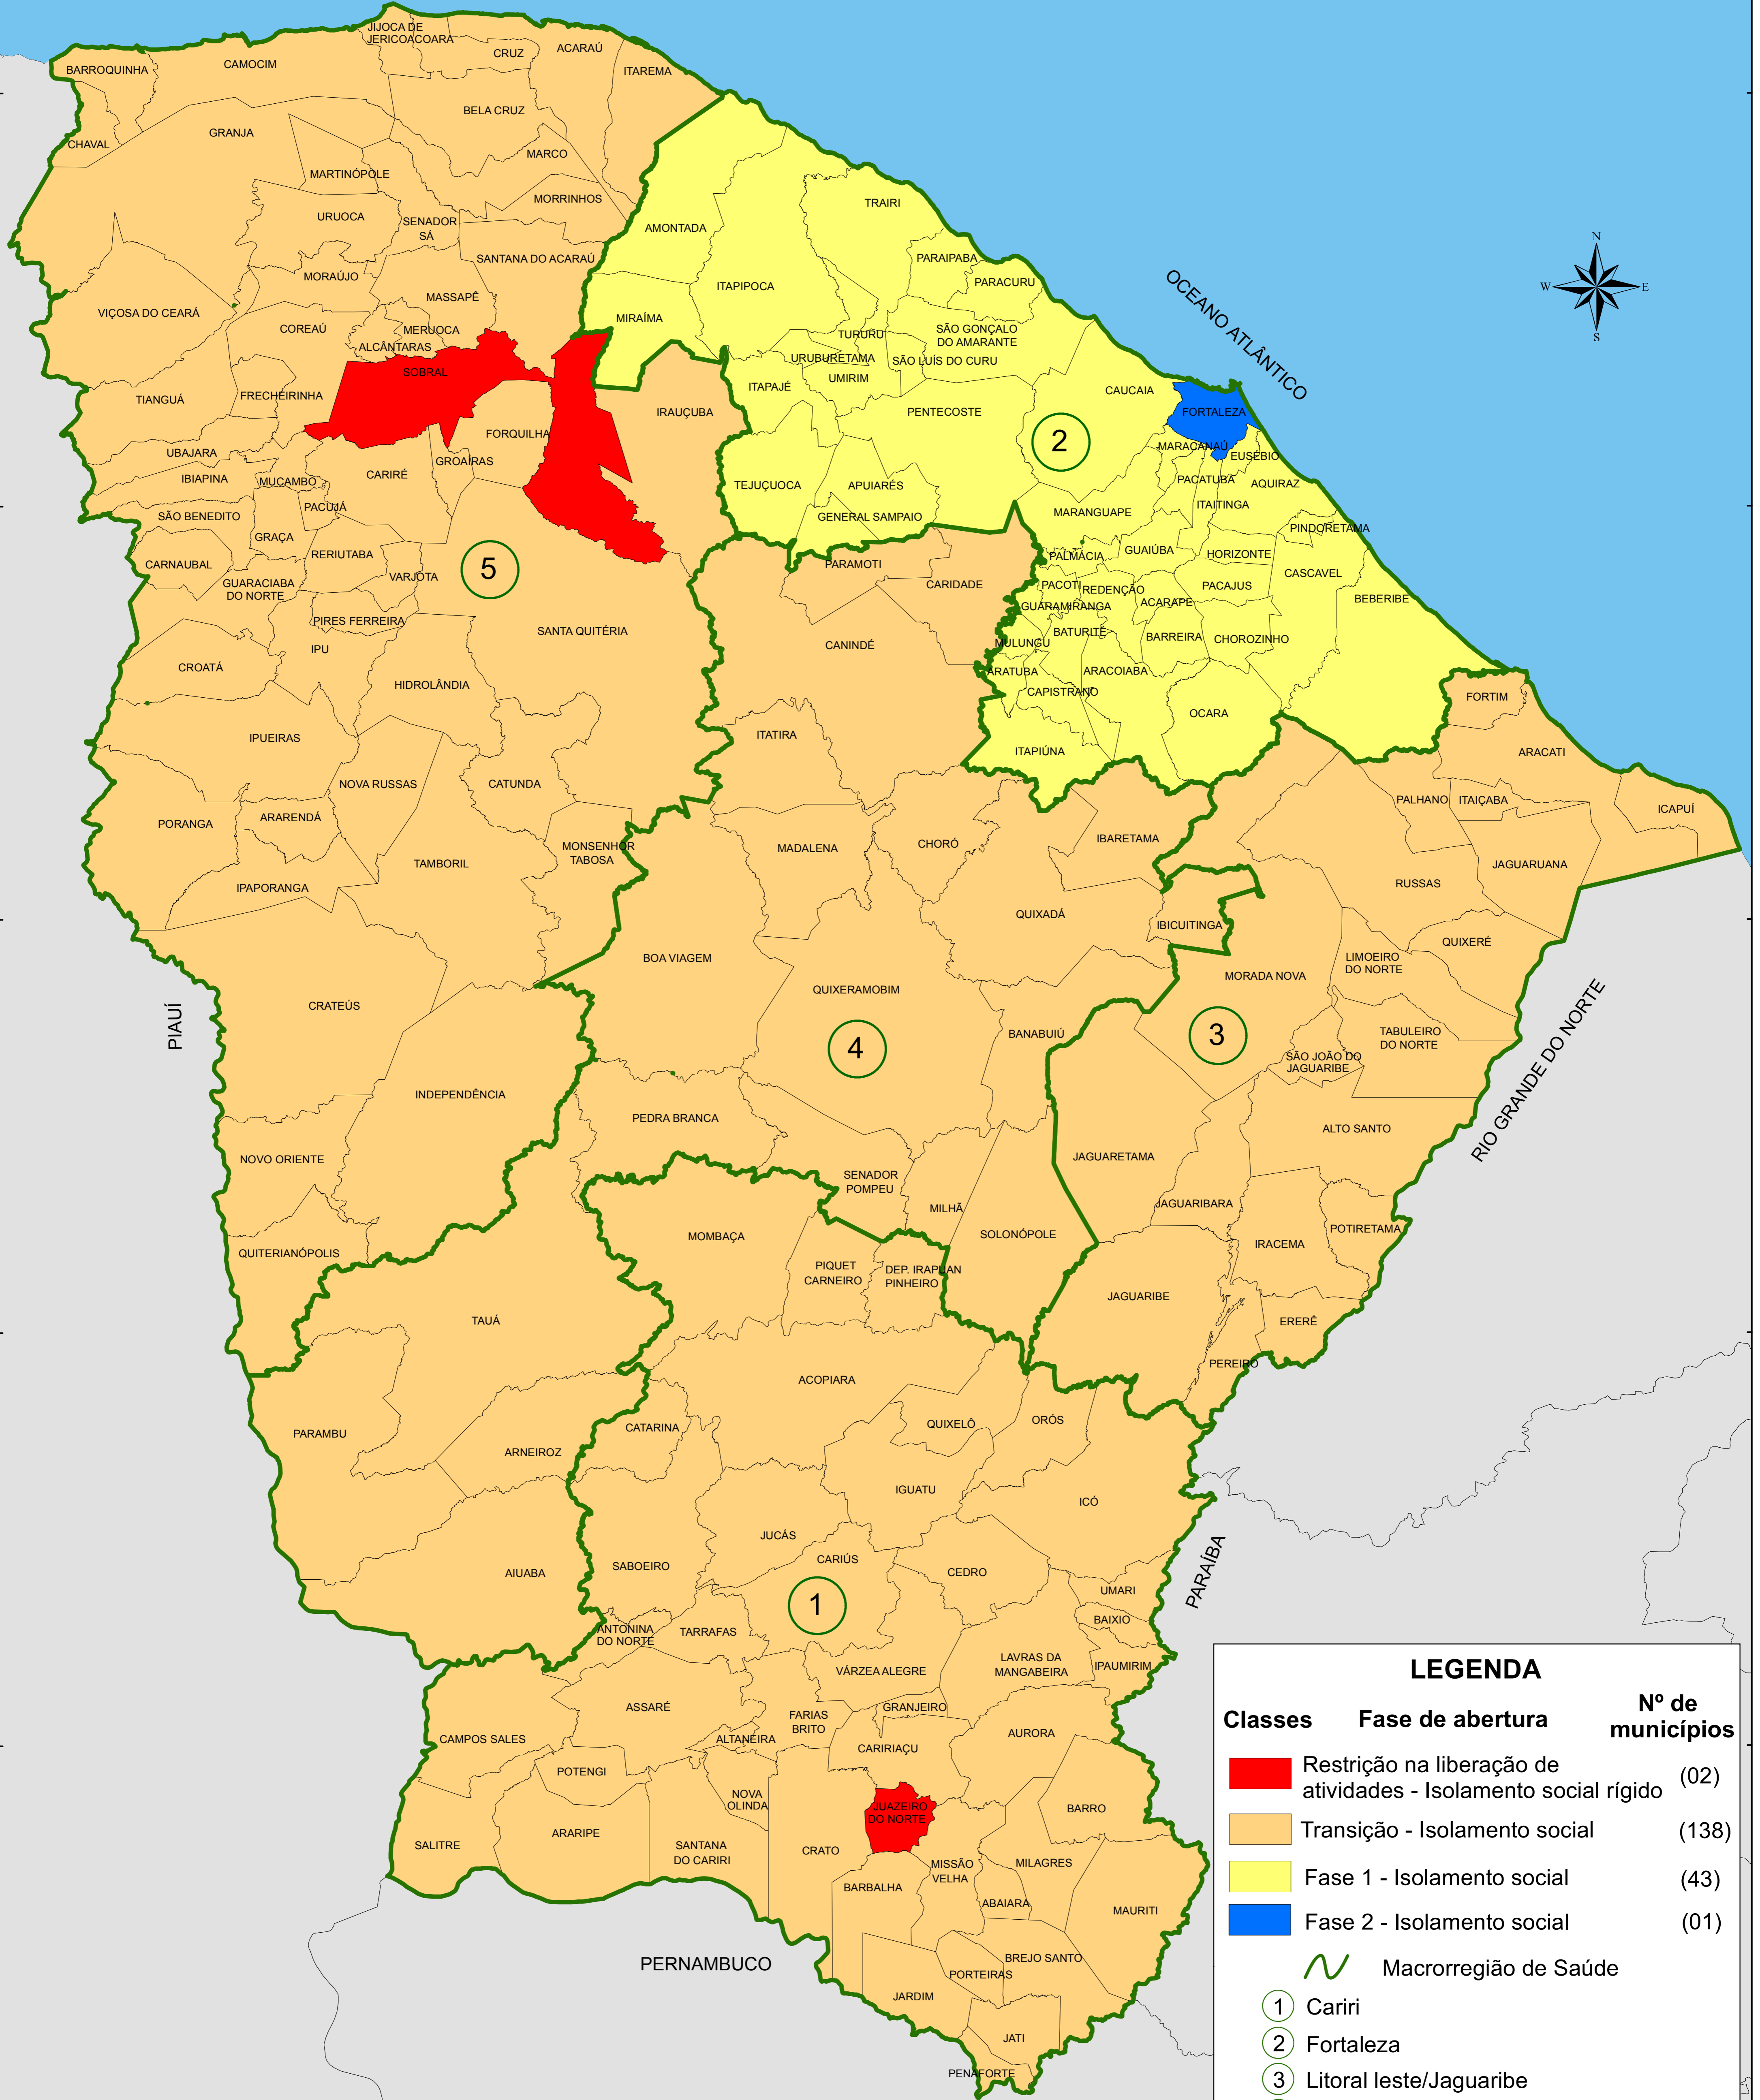 JIJOCA DE
JERICOACOARA
CRUZ
ACARAÚ
BARROQUINHA
CAMOCIM
ITAREMA
BELA CRUZ
GRANJA
CHAVAL
MARCO
MARTINÓPOLE
MORRINHOS
TRAIRI
URUOCA
SENADOR
SÁ
AMONTADA
SANTANA DO ACARAÚ
PARAIPABA
MORAÚJO
PARACURU
ITAPIPOCA
MASSAPÊ
VIÇOSA DO CEARÁ
MIRAÍMA
COREAÚ
MERUOCA
ALCÂNTARAS
TURURU
SÃO GONÇALO
DO AMARANTE
URUBURETAMA
SÃO LUÍS DO CURU
SOBRAL
UMIRIM
ITAPAJÉ
CAUCAIA
OCEANO ATLÂNTICO
N
W
E
S
TIANGUÁ
FRECHEIRINHA
IRAUÇUBA
PENTECOSTE
FORTALEZA
2
FORQUILHA
MARACANAÚ
EUSÉBIO
UBAJARA
GROAÍRAS
IBIAPINA
MUCAMBO
CARIRÉ
TEJUÇUOCA
APUIARÉS
PACATUBA
AQUIRAZ
PACUJÁ
ITAITINGA
SÃO BENEDITO
GENERAL SAMPAIO
MARANGUAPE
PINDORETAMA
GRAÇA
RERIUTABA
PALMÁCIA
GUAIÚBA
HORIZONTE
CARNAUBAL
5
PARAMOTI
VARJOTA
GUARACIABA
DO NORTE
CARIDADE
PACOTI
REDENÇÃO
PACAJUS
CASCAVEL
BEBERIBE
GUARAMIRANGA
ACARAPE
PIRES FERREIRA
SANTA QUITÉRIA
BATURITÉ
BARREIRA
CHOROZINHO
IPU
CANINDÉ
MULUNGU
CROATÁ
ARATUBA
ARACOIABA
HIDROLÂNDIA
CAPISTRANO
FORTIM
OCARA
IPUEIRAS
ITATIRA
ITAPIÚNA
ARACATI
NOVA RUSSAS
CATUNDA
PALHANO
ITAIÇABA
ICAPUÍ
PORANGA
ARARENDÁ
IBARETAMA
MONSENHOR
TABOSA
MADALENA
CHORÓ
TAMBORIL
JAGUARUANA
IPAPORANGA
RUSSAS
QUIXADÁ
IBICUITINGA
QUIXERÉ
BOA VIAGEM
LIMOEIRO
DO NORTE
MORADA NOVA
QUIXERAMOBIM
CRATEÚS
PIAUÍ
BANABUIÚ
4
3
TABULEIRO
DO NORTE
SÃO JOÃO DO
JAGUARIBE
RIO GRANDE DO NORTE
INDEPENDÊNCIA
PEDRA BRANCA
ALTO SANTO
NOVO ORIENTE
JAGUARETAMA
SENADOR
POMPEU
JAGUARIBARA
MILHÃ
POTIRETAMA
MOMBAÇA
SOLONÓPOLE
IRACEMA
QUITERIANÓPOLIS
PIQUET
CARNEIRO
DEP. IRAPUAN
PINHEIRO
JAGUARIBE
TAUÁ
ERERÊ
PEREIRO
ACOPIARA
PARAMBU
CATARINA
QUIXELÔ
ORÓS
ARNEIROZ
IGUATU
ICÓ
JUCÁS
CARIÚS
SABOEIRO
CEDRO
AIUABA
PARAÍBA
UMARI
1
BAIXIO
ANTONINA
DO NORTE
TARRAFAS
LAVRAS DA
MANGABEIRA
IPAUMIRIM
VÁRZEA ALEGRE
ASSARÉ
GRANJEIRO
FARIAS
BRITO
CAMPOS SALES
ALTANEIRA
AURORA
CARIRIAÇU
POTENGI
NOVA
OLINDA
JUAZEIRO
DO NORTE
BARRO
ARARIPE
SALITRE
SANTANA
DO CARIRI
CRATO
MISSÃO
VELHA
MILAGRES
BARBALHA
ABAIARA
MAURITI
BREJO SANTO
PERNAMBUCO
PORTEIRAS
JARDIM
JATI
PENAFORTE
LEGENDA
Classes Fase de abertura Nº de
municípios
Restrição na liberação de
atividades - Isolamento social rígido (02)
Transição - Isolamento social (138)
Fase 1 - Isolamento social (43)
Fase 2 - Isolamento social (01)
Macrorregião de Saúde
1 Cariri
2 Fortaleza
3 Litoral leste/Jaguaribe